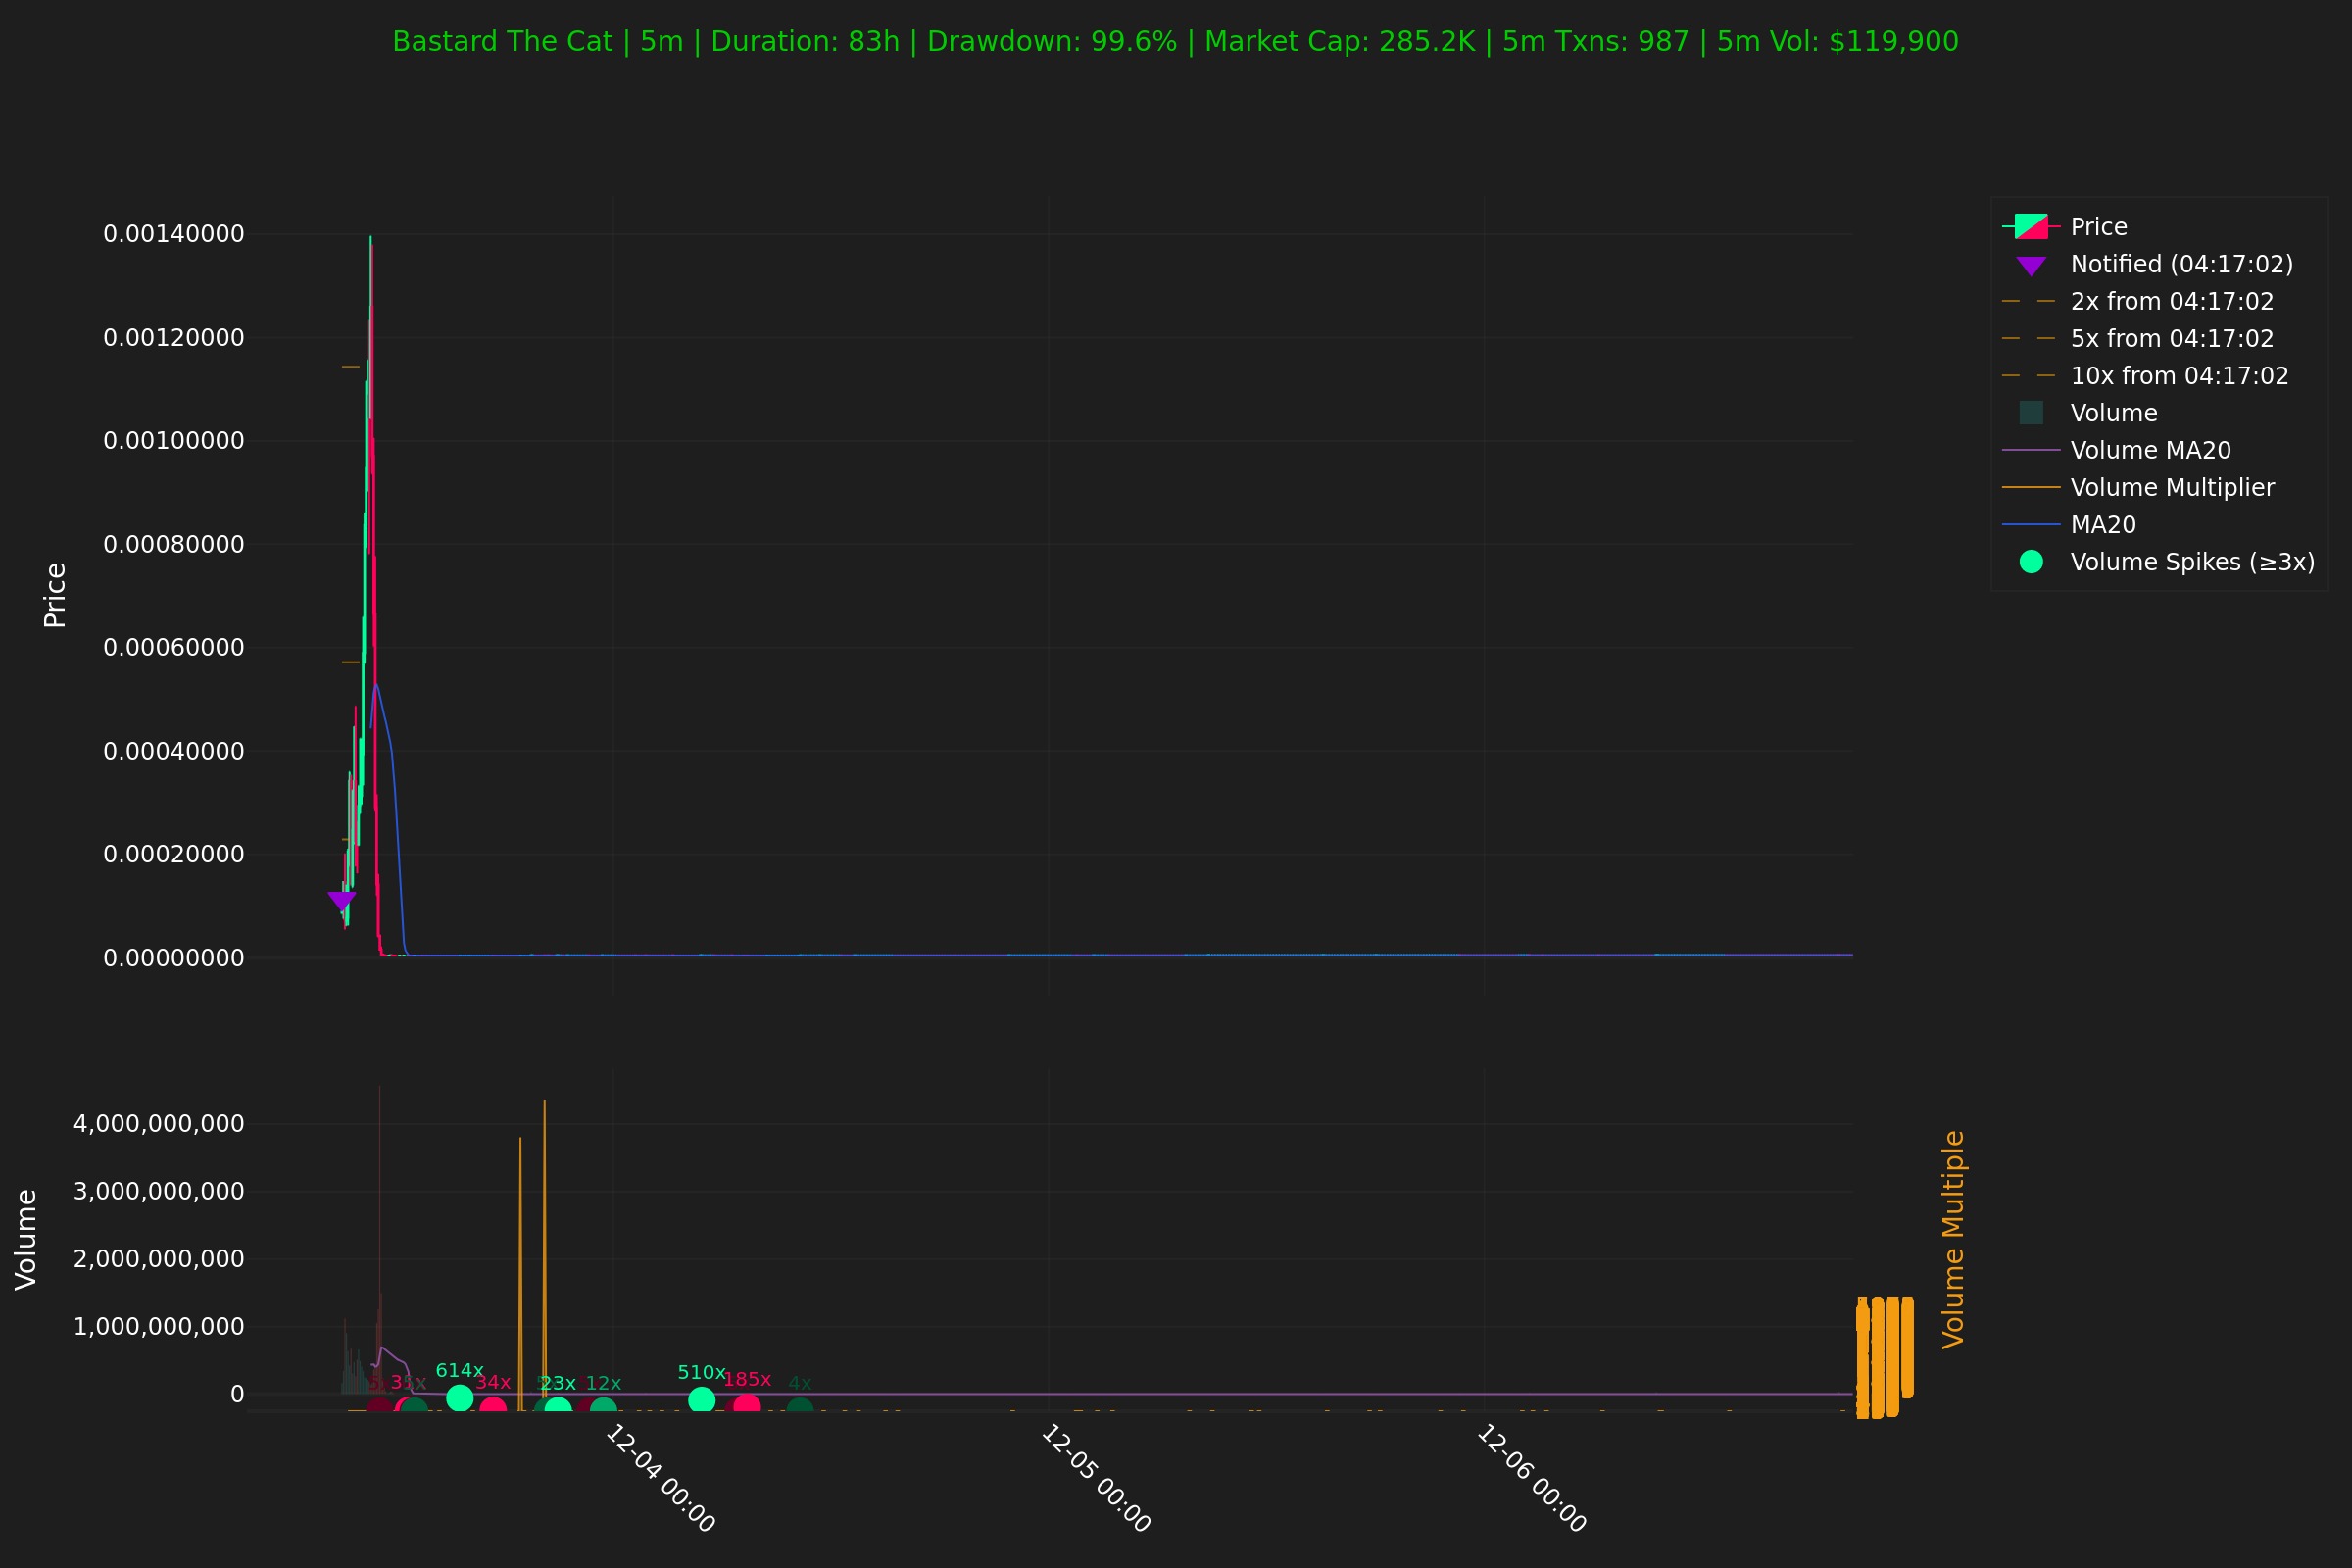 Bastard The Cat | 5m | Duration: 83h | Drawdown: 99.6% | Market Cap: 285.2K | 5m Txns: 987 | 5m Vol: $119,900
Price
0.00140000
0.00120000
0.00100000
0.00080000
0.00060000
0.00040000
0.00020000
0.00000000
Price
Notified (04:17:02)
2x from 04:17:02
5x from 04:17:02
10x from 04:17:02
Volume
Volume MA20
Volume Multiplier
MA20
Volume Spikes (≥3x)
Volume
4,000,000,000
3,000,000,000
2,000,000,000
1,000,000,000
0
614x
34x
23x
12x
510x
185x
4x
Volume Multiple
12-04 00:00
12-05 00:00
12-06 00:00